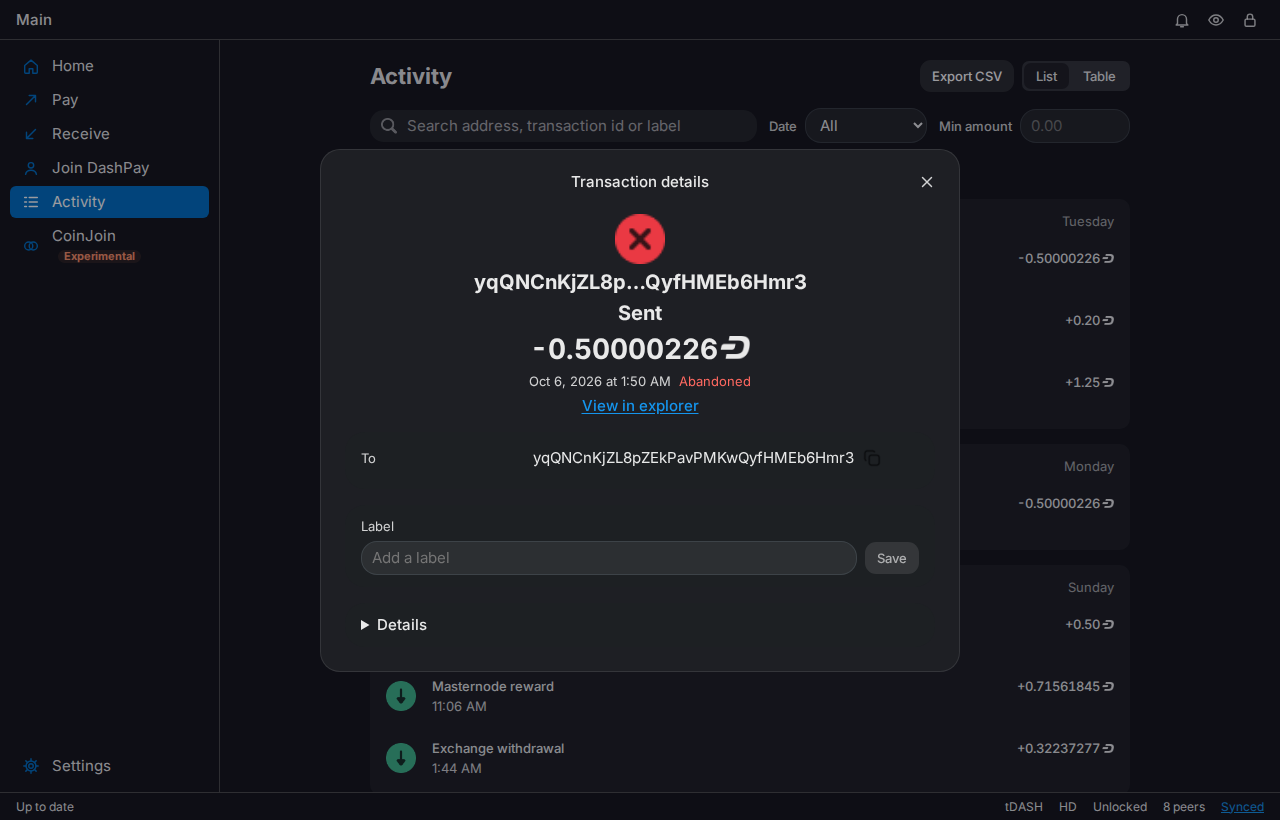 Main
Home
Pay
Receive
Join DashPay
Activity
CoinJoin
Experimental
Settings
Activity
Export CSV
List
Table
Search address, transaction id or label
Date
All
Min amount
0.00
Tuesday
-0.50000226
+0.20
+1.25
Monday
-0.50000226
Sunday
+0.50
Masternode reward
11:06 AM
+0.71561845
Exchange withdrawal
1:44 AM
+0.32237277
Transaction details
yqQNCnKjZL8p...QyfHMEb6Hmr3
Sent
-0.50000226
Oct 6, 2026 at 1:50 AM Abandoned
View in explorer
To
yqQNCnKjZL8pZEkPavPMKwQyfHMEb6Hmr3
Label
Add a label
Save
Details
Up to date
tDASH
HD
Unlocked
8 peers
Synced